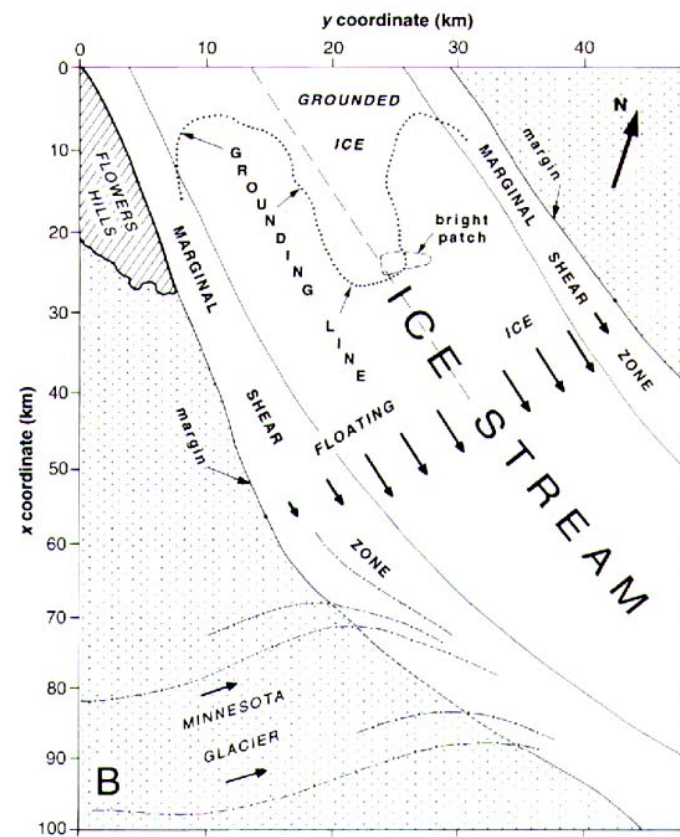 y coordinate (km)
0 10 20 30 40
0
10
20
30
40
50
60
70
80
90
100
x coordinate (km)
GROUNDED
ICE
N
margin
FLOWERS
HILLS
GROUNDING
LINE
MARGINAL
SHEAR
ZONE
bright
patch
MARGINAL
SHEAR
ZONE
ICE STREAM
FLOATING
ICE
margin
MINNESOTA
GLACIER
B